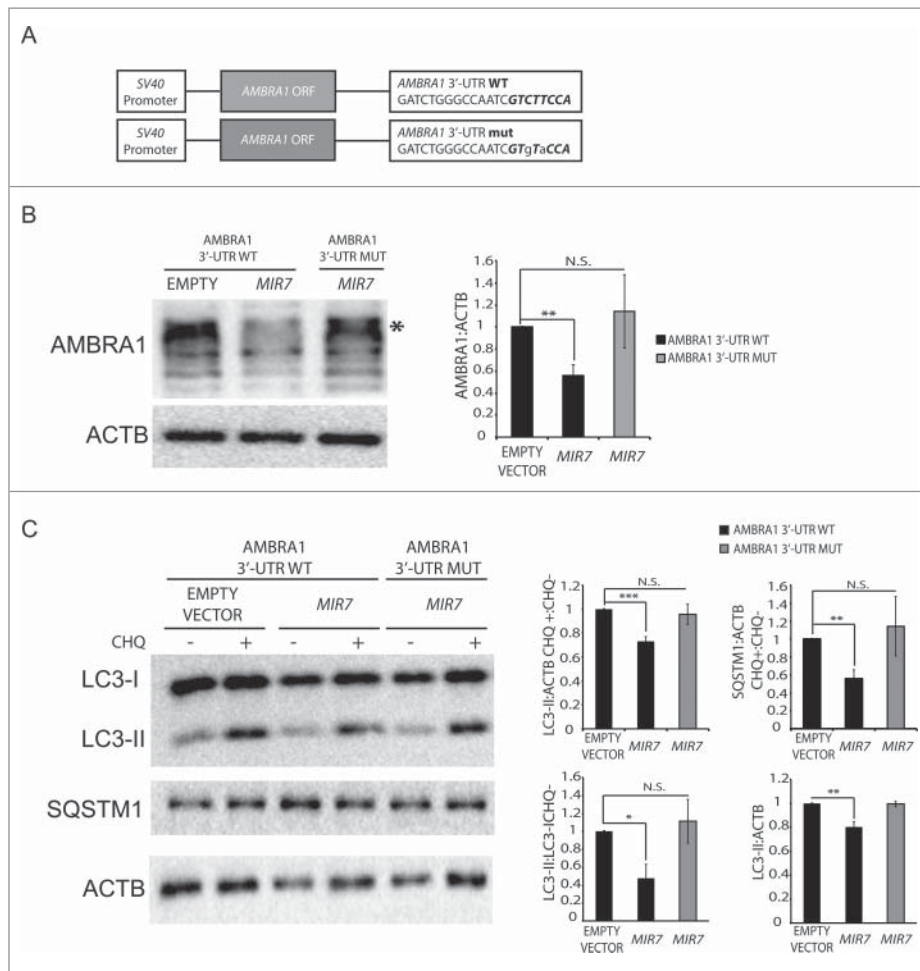 A
SV40
Promoter
AMBRA1 ORF
AMBRA1 3'-UTR WT
GATCTGGGCCAATCGTCTTCCA
SV40
Promoter
AMBRA1 ORF
AMBRA1 3'-UTR mut
GATCTGGGCCAATCGTgTaCCA
B
AMBRA1
3'-UTR WT
AMBRA1
3'-UTR MUT
EMPTY
MIR7
MIR7
AMBRA1
*
ACTB
AMBRA1:ACTB
1.6
1.4
1.2
1
0.8
0.6
0.4
0.2
0
N.S.
**
EMPTY
VECTOR
MIR7
MIR7
AMBRA1 3'-UTR WT
AMBRA1 3'-UTR MUT
C
AMBRA1
3'-UTR WT
AMBRA1
3'-UTR MUT
EMPTY
VECTOR
MIR7
MIR7
CHQ
- + - + - +
LC3-I
LC3-II
SQSTM1
ACTB
AMBRA1 3'-UTR WT
AMBRA1 3'-UTR MUT
LC3-II:ACTB CHQ +:CHQ-
1.2
1
0.8
0.6
0.4
0.2
0
N.S.
***
EMPTY
VECTOR
MIR7
MIR7
SQSTM1:ACTB
CHQ+:CHQ-
1.6
1.4
1.2
1
0.8
0.6
0.4
0.2
0
N.S.
**
EMPTY
VECTOR
MIR7
MIR7
LC3-II:LC3-ICHQ-
1.6
1.2
1
0.8
0.4
0
N.S.
*
EMPTY
VECTOR
MIR7
MIR7
LC3-II:ACTB
1.2
1
0.8
0.6
0.4
0.2
0
**
EMPTY
VECTOR
MIR7
MIR7